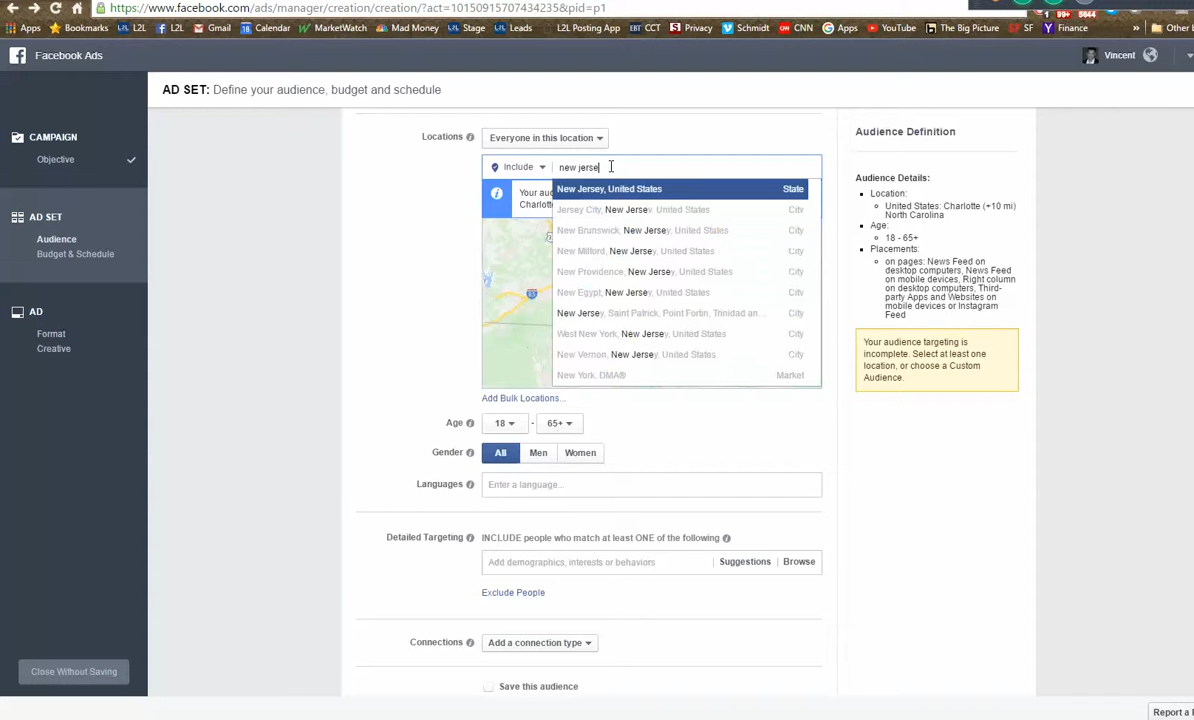 https://www.facebook.com/ads/manager/creation/creation/?act=10150915707434235&pid=p1
Apps Bookmarks L2L L2L Gmail 18 Calendar MarketWatch Mad Money Stage Leads L2L Posting App EBT CCT Privacy Schmidt CNN Apps YouTube The Big Picture SF Finance » Other
1 99+ 5644
Facebook Ads
Vincent
AD SET: Define your audience, budget and schedule
CAMPAIGN
Objective
AD SET
Audience
Budget & Schedule
AD
Format
Creative
Close Without Saving
Locations
Everyone in this location
Include
new jerse
Your au
Charlotte
New Jersey, United States State
Jersey City, New Jersey, United States City
New Brunswick, New Jersey, United States City
New Milford, New Jersey, United States City
New Providence, New Jersey, United States City
New Egypt, New Jersey, United States City
New Jersey, Saint Patrick, Point Fortin, Trinidad an... City
West New York, New Jersey, United States City
New Vernon, New Jersey, United States City
New York. DMA® Market
Add Bulk Locations...
Age
18 - 65+
Gender
All Men Women
Languages
Enter a language...
Detailed Targeting
INCLUDE people who match at least ONE of the following
Add demographics, interests or behaviors
Suggestions Browse
Exclude People
Connections
Add a connection type
Save this audience
Audience Definition
Audience Details:
Location:
United States: Charlotte (+10 mi)
North Carolina
Age:
18 - 65+
Placements:
on pages: News Feed on
desktop computers, News Feed
on mobile devices, Right column
on desktop computers, Third-
party Apps and Websites on
mobile devices or Instagram
Feed
Your audience targeting is
incomplete. Select at least one
location, or choose a Custom
Audience.
Report a